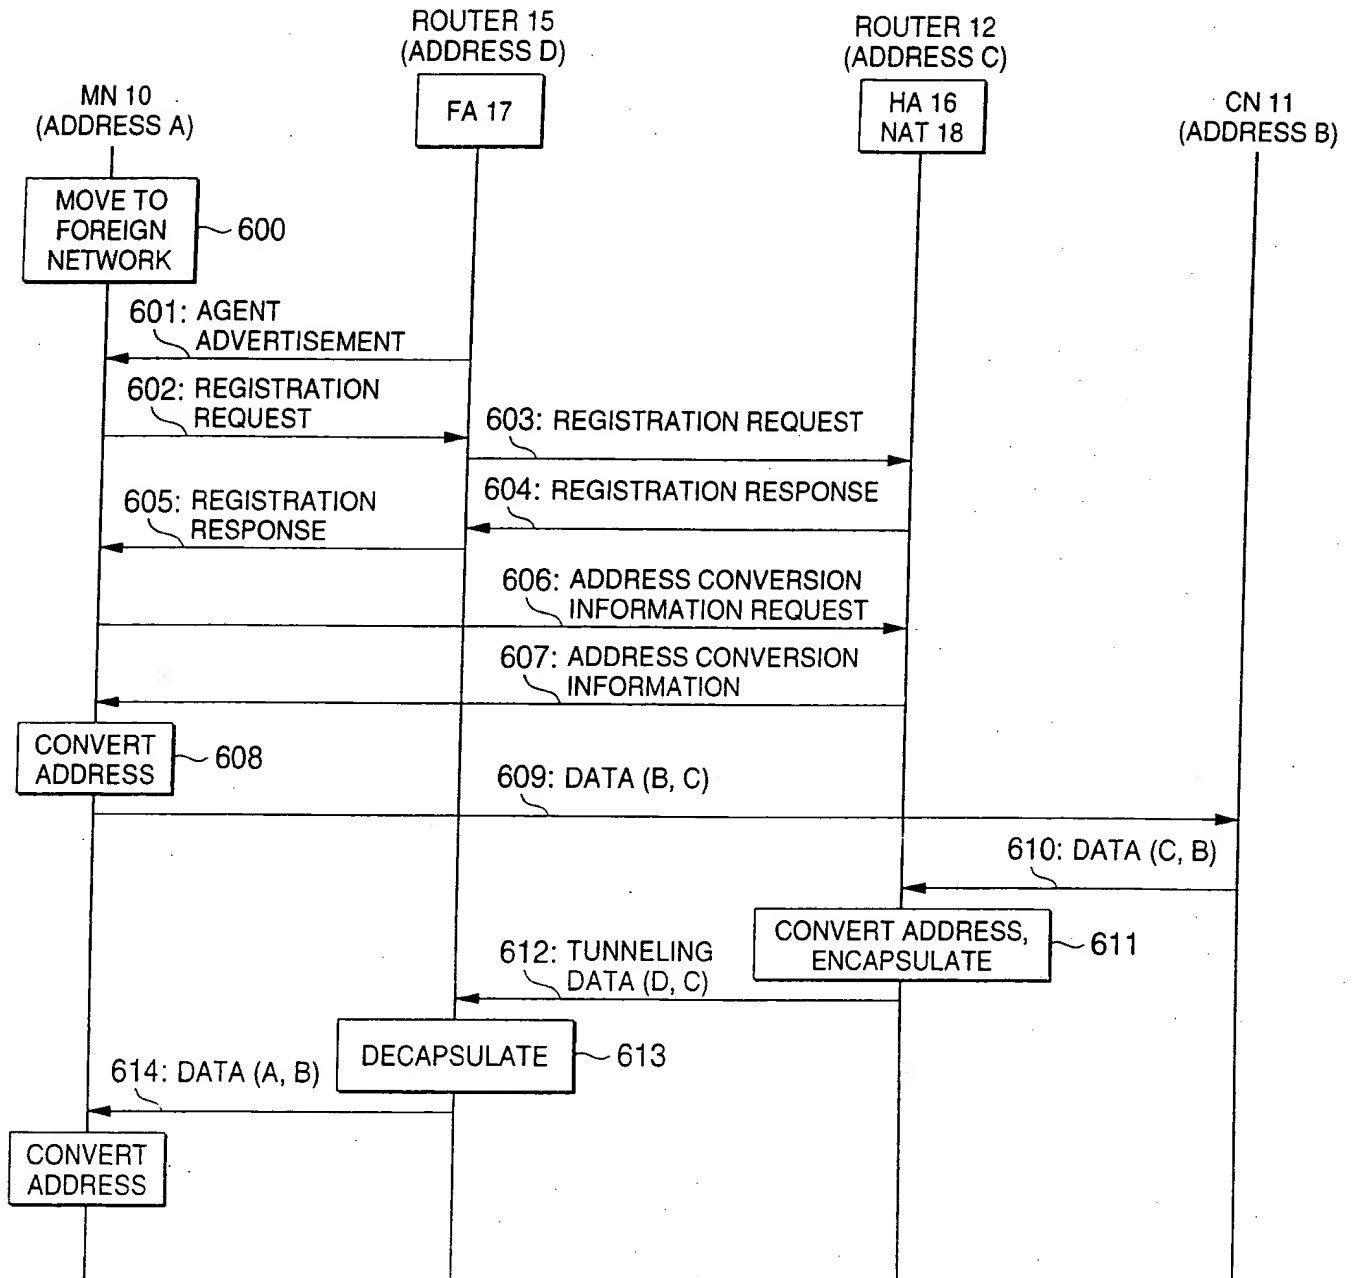 ROUTER 15
(ADDRESS D)
ROUTER 12
(ADDRESS C)
MN 10
(ADDRESS A)
FA 17
HA 16
NAT 18
CN 11
(ADDRESS B)
MOVE TO
FOREIGN
NETWORK
600
601: AGENT
ADVERTISEMENT
602: REGISTRATION
REQUEST
603: REGISTRATION REQUEST
604: REGISTRATION RESPONSE
605: REGISTRATION
RESPONSE
606: ADDRESS CONVERSION
INFORMATION REQUEST
607: ADDRESS CONVERSION
INFORMATION
CONVERT
ADDRESS
608
609: DATA (B, C)
610: DATA (C, B)
CONVERT ADDRESS,
ENCAPSULATE
611
612: TUNNELING
DATA (D, C)
DECAPSULATE
613
614: DATA (A, B)
CONVERT
ADDRESS